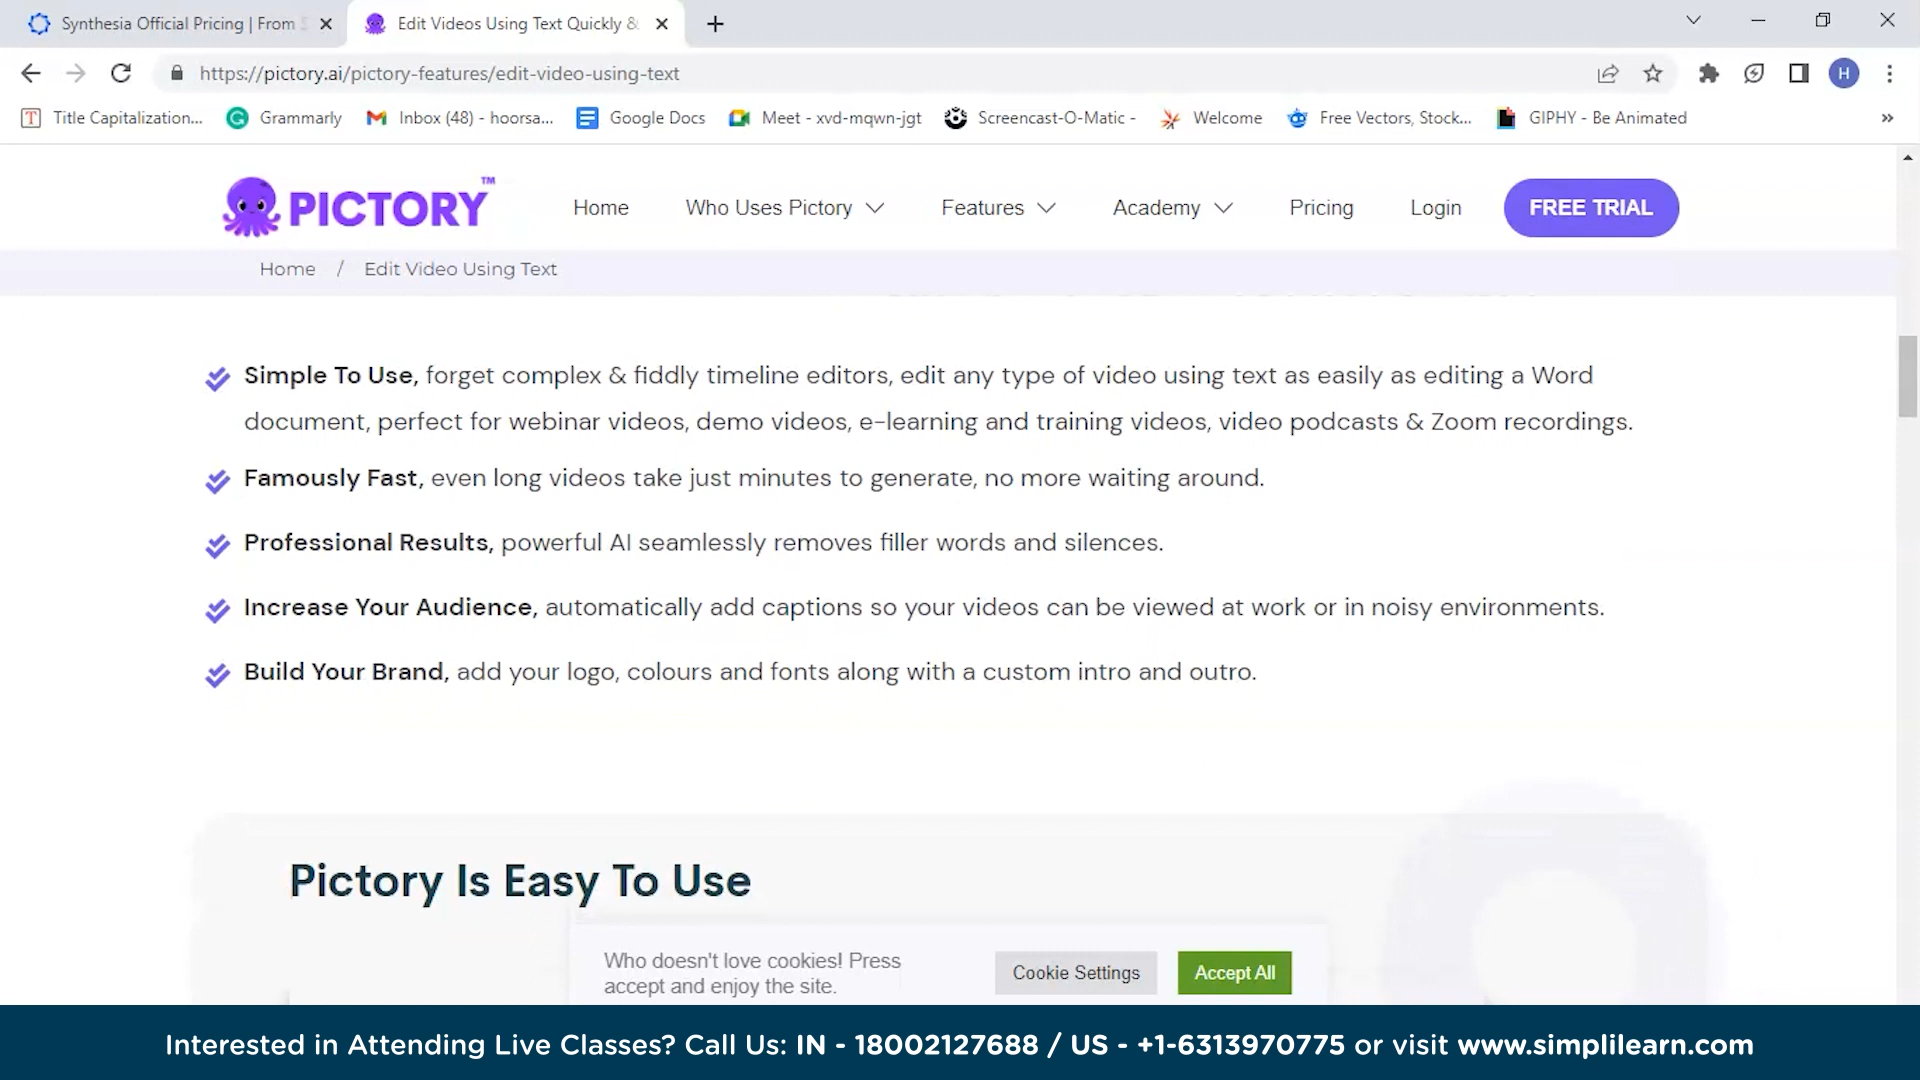 Synthesia Official Pricing | From
Edit Videos Using Text Quickly &
https://pictory.ai/pictory-features/edit-video-using-text
H
Title Capitalization...
Grammarly
Inbox (48) - hoorsa...
Google Docs
Meet - xvd-mqwn-jgt
Screencast-O-Matic -
Welcome
Free Vectors, Stock...
GIPHY - Be Animated
»
PICTORY™
Home
Who Uses Pictory
Features
Academy
Pricing
Login
FREE TRIAL
Home / Edit Video Using Text
Simple To Use, forget complex & fiddly timeline editors, edit any type of video using text as easily as editing a Word
document, perfect for webinar videos, demo videos, e-learning and training videos, video podcasts & Zoom recordings.
Famously Fast, even long videos take just minutes to generate, no more waiting around.
Professional Results, powerful AI seamlessly removes filler words and silences.
Increase Your Audience, automatically add captions so your videos can be viewed at work or in noisy environments.
Build Your Brand, add your logo, colours and fonts along with a custom intro and outro.
Pictory Is Easy To Use
Who doesn't love cookies! Press
accept and enjoy the site.
Cookie Settings
Accept All
Interested in Attending Live Classes? Call Us: IN - 18002127688 / US - +1-6313970775 or visit www.simplilearn.com